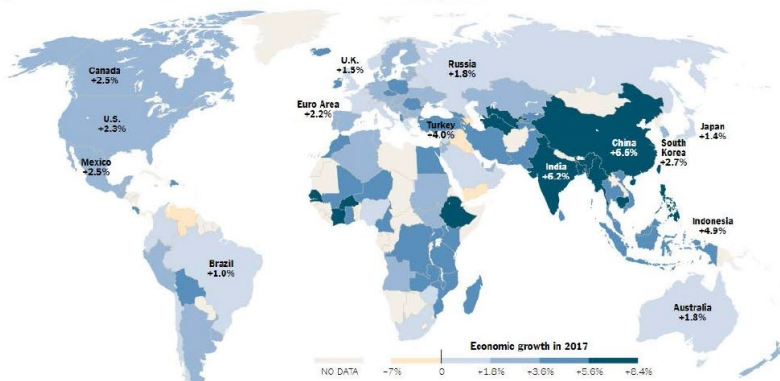 Canada
+2.5%
U.S.
+2.3%
Mexico
+2.5%
Brazil
+1.0%
U.K.
+1.5%
Euro Area
+2.2%
Russia
+1.8%
Turkey
+4.0%
India
+6.2%
China
+6.6%
South
Korea
+2.7%
Japan
+1.4%
Indonesia
+4.9%
Australia
+1.8%
Economic growth in 2017
NO DATA
−7%
0
+1.8%
+3.6%
+5.6%
+8.4%